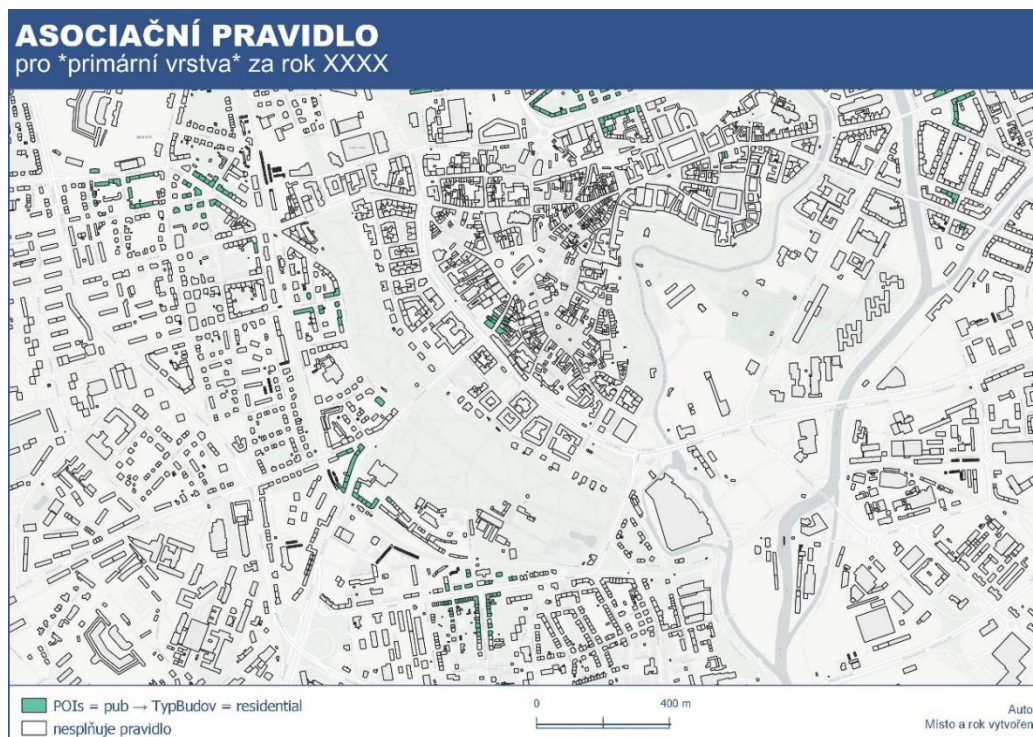 ASOCIAČNÍ PRAVIDLO
pro *primární vrstva* za rok XXXX
POIs = pub → TypBudov = residential
nesplňuje pravidlo
0 400 m
Auto
Místo a rok vytvořen